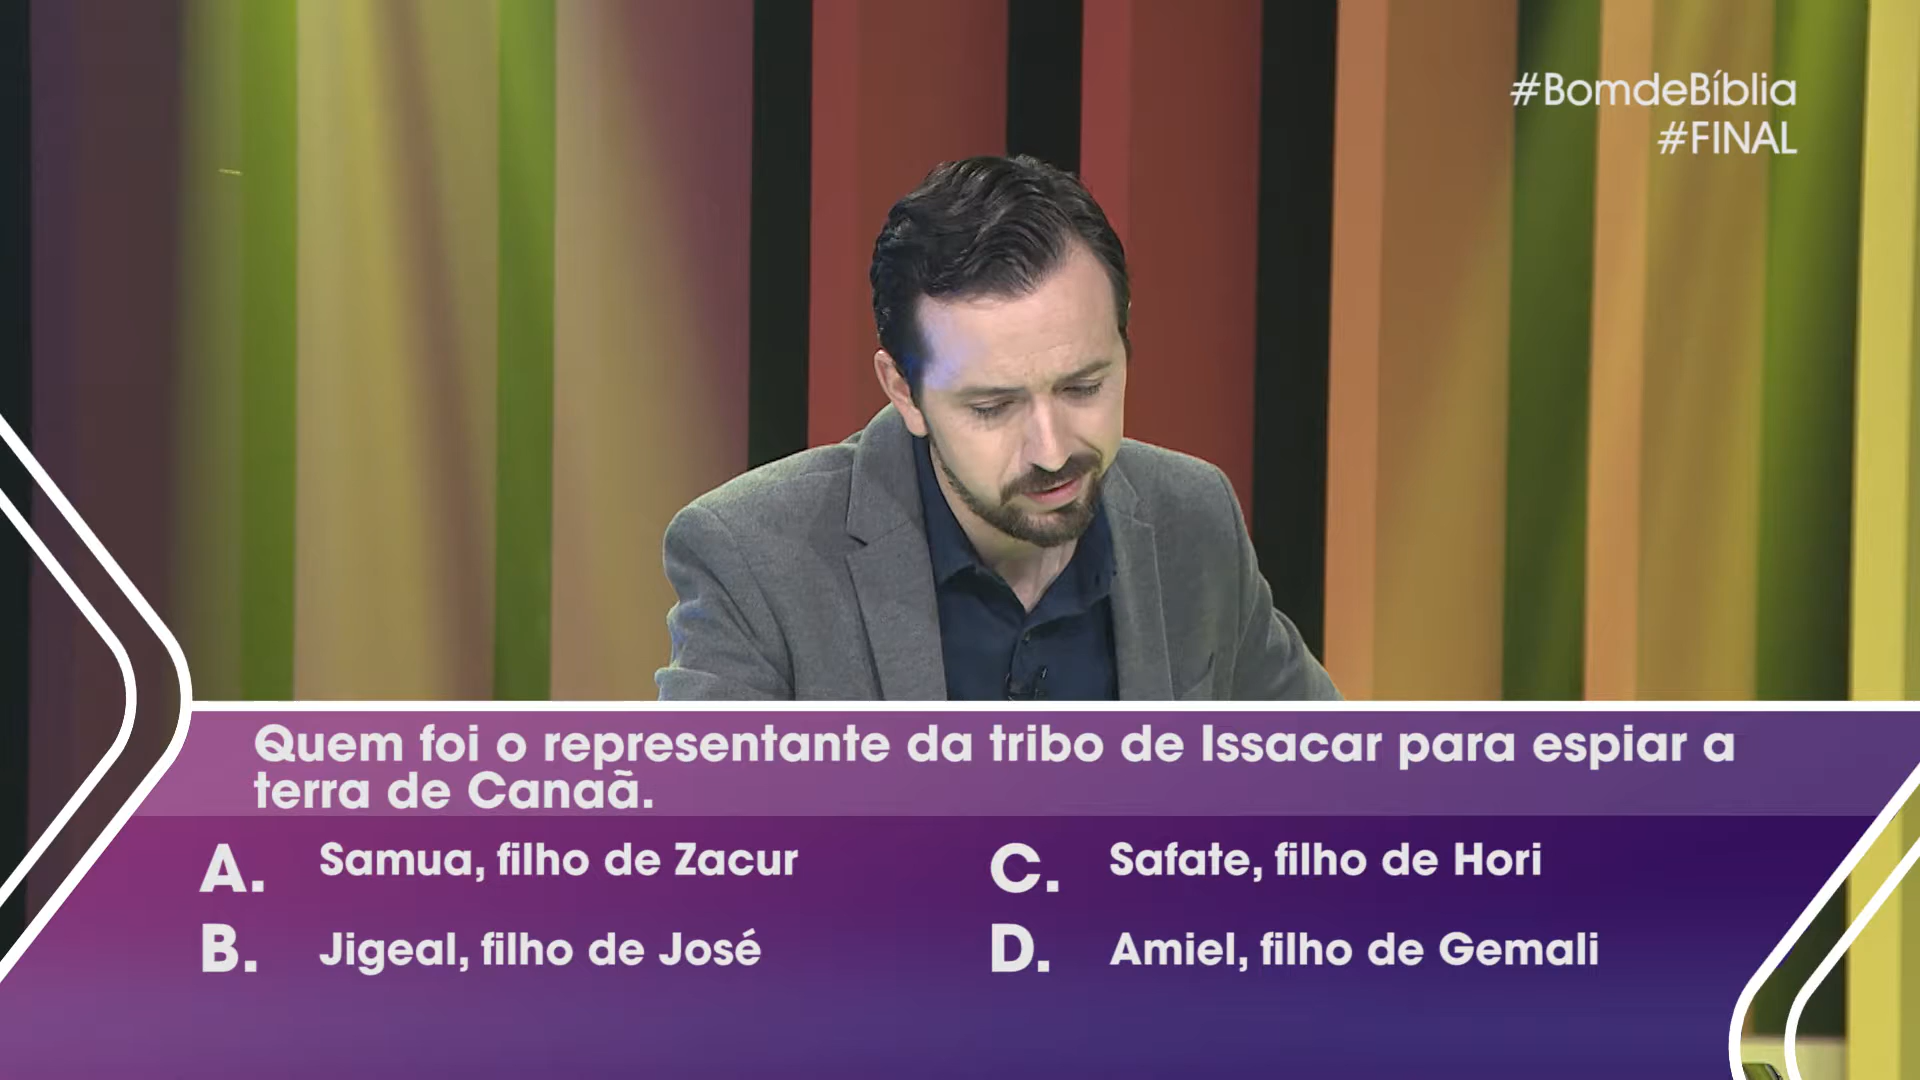 #BomdeBíblia
#FINAL
Quem foi o representante da tribo de Issacar para espiar a
terra de Canaã.
A. Samua, filho de Zacur
B. Jigeal, filho de José
C. Safate, filho de Hori
D. Amiel, filho de Gemali